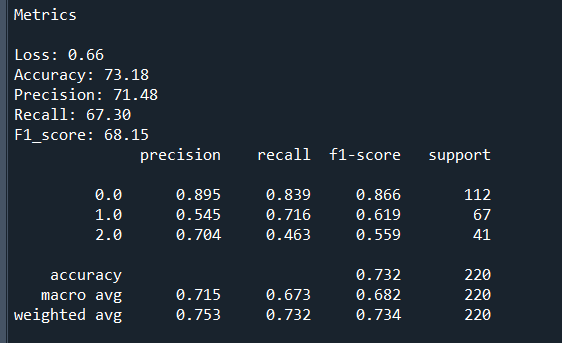 Metrics
Loss: 0.66
Accuracy: 73.18
Precision: 71.48
Recall: 67.30
F1_score: 68.15
precision recall f1-score support
0.0 0.895 0.839 0.866 112
1.0 0.545 0.716 0.619 67
2.0 0.704 0.463 0.559 41
accuracy 0.732 220
macro avg 0.715 0.673 0.682 220
weighted avg 0.753 0.732 0.734 220